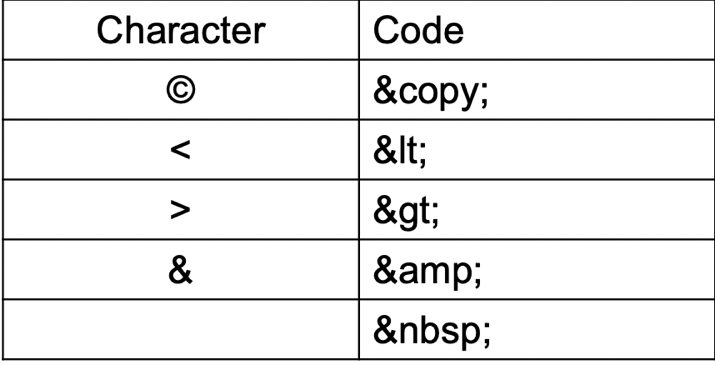 Character Code
© &copy;
< &lt;
> &gt;
& &amp;
&nbsp;